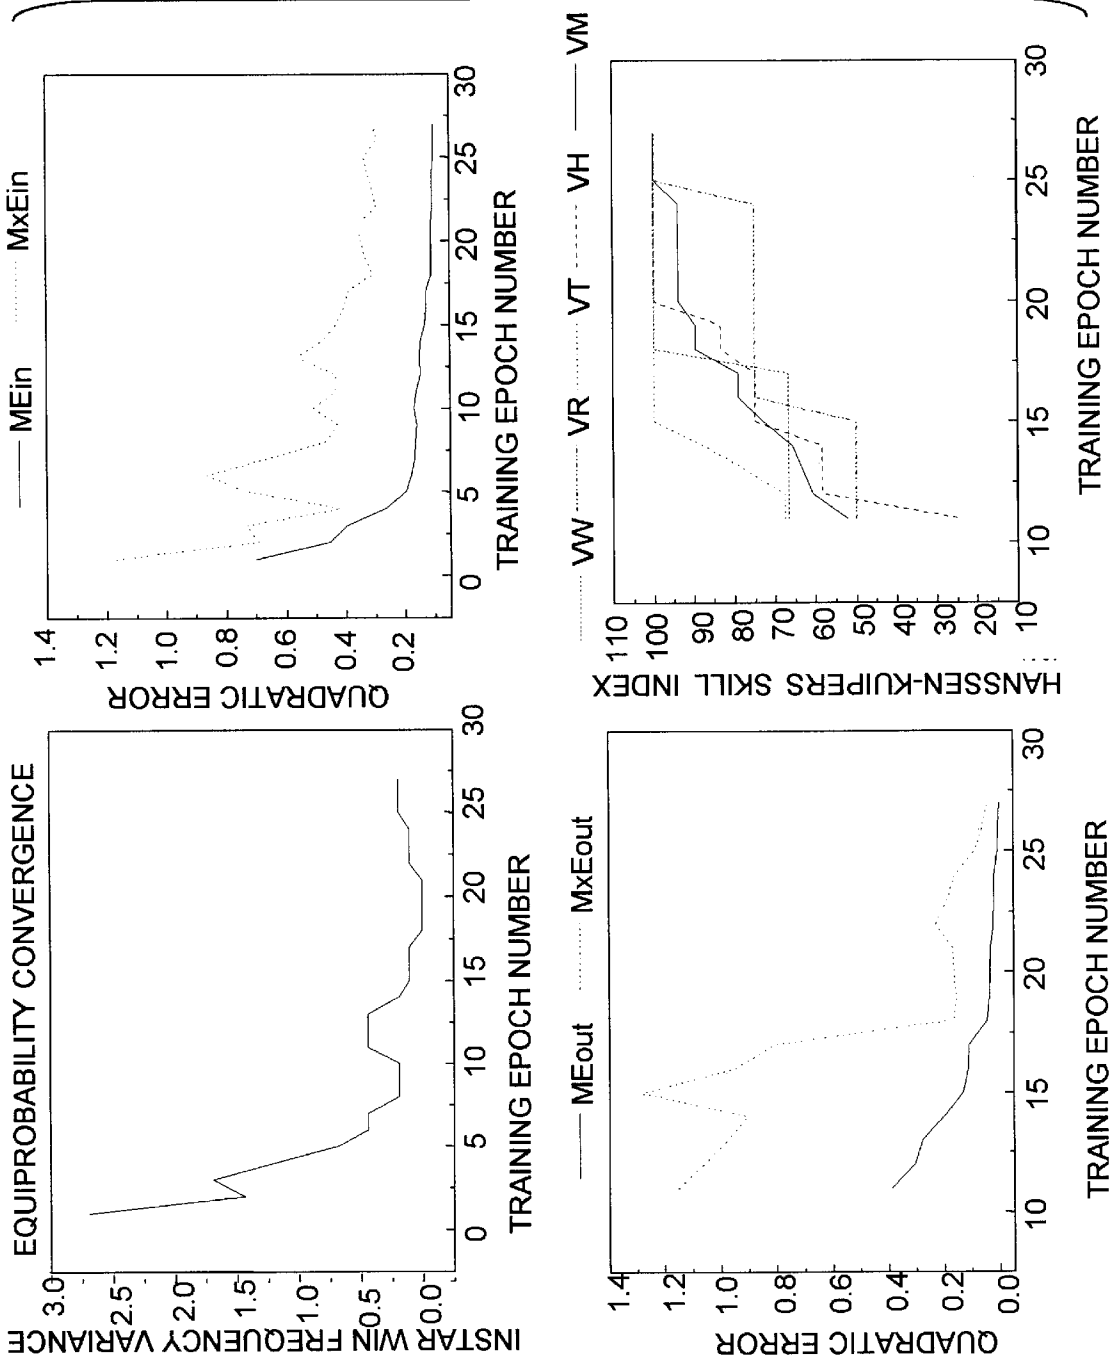 EQUIPROBABILITY CONVERGENCE
INSTAR WIN FREQUENCY VARIANCE
3.0
2.5
2.0
1.5
1.0
0.5
0.0
0 5 10 15 20 25 30
TRAINING EPOCH NUMBER
MEin MxEin
QUADRATIC ERROR
1.4
1.2
1.0
0.8
0.6
0.4
0.2
0 5 10 15 20 25 30
TRAINING EPOCH NUMBER
MEout MxEout
QUADRATIC ERROR
1.4
1.2
1.0
0.8
0.6
0.4
0.2
0.0
10 15 20 25 30
TRAINING EPOCH NUMBER
VW VR VT VH VM
HANSSEN-KUIPERS SKILL INDEX
110
100
90
80
70
60
50
40
30
20
10
10 15 20 25 30
TRAINING EPOCH NUMBER